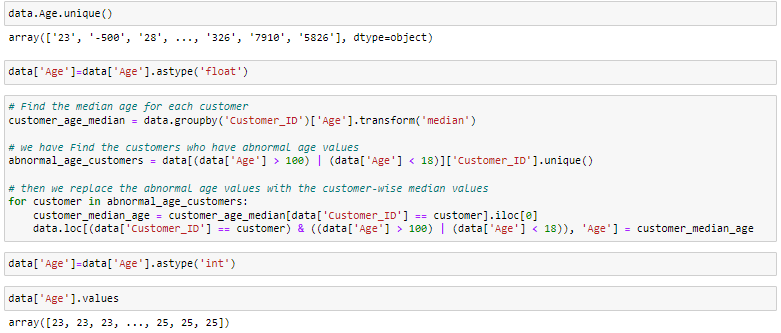 data.Age.unique()
array(['23', '-500', '28', ..., '326', '7910', '5826'], dtype=object)
data['Age']=data['Age'].astype('float')
# Find the median age for each customer
customer_age_median = data.groupby('Customer_ID')['Age'].transform('median')
# we have Find the customers who have abnormal age values
abnormal_age_customers = data[(data['Age'] > 100) | (data['Age'] < 18)]['Customer_ID'].unique()
# then we replace the abnormal age values with the customer-wise median values
for customer in abnormal_age_customers:
    customer_median_age = customer_age_median[data['Customer_ID'] == customer].iloc[0]
    data.loc[(data['Customer_ID'] == customer) & ((data['Age'] > 100) | (data['Age'] < 18)), 'Age'] = customer_median_age
data['Age']=data['Age'].astype('int')
data['Age'].values
array([23, 23, 23, ..., 25, 25, 25])